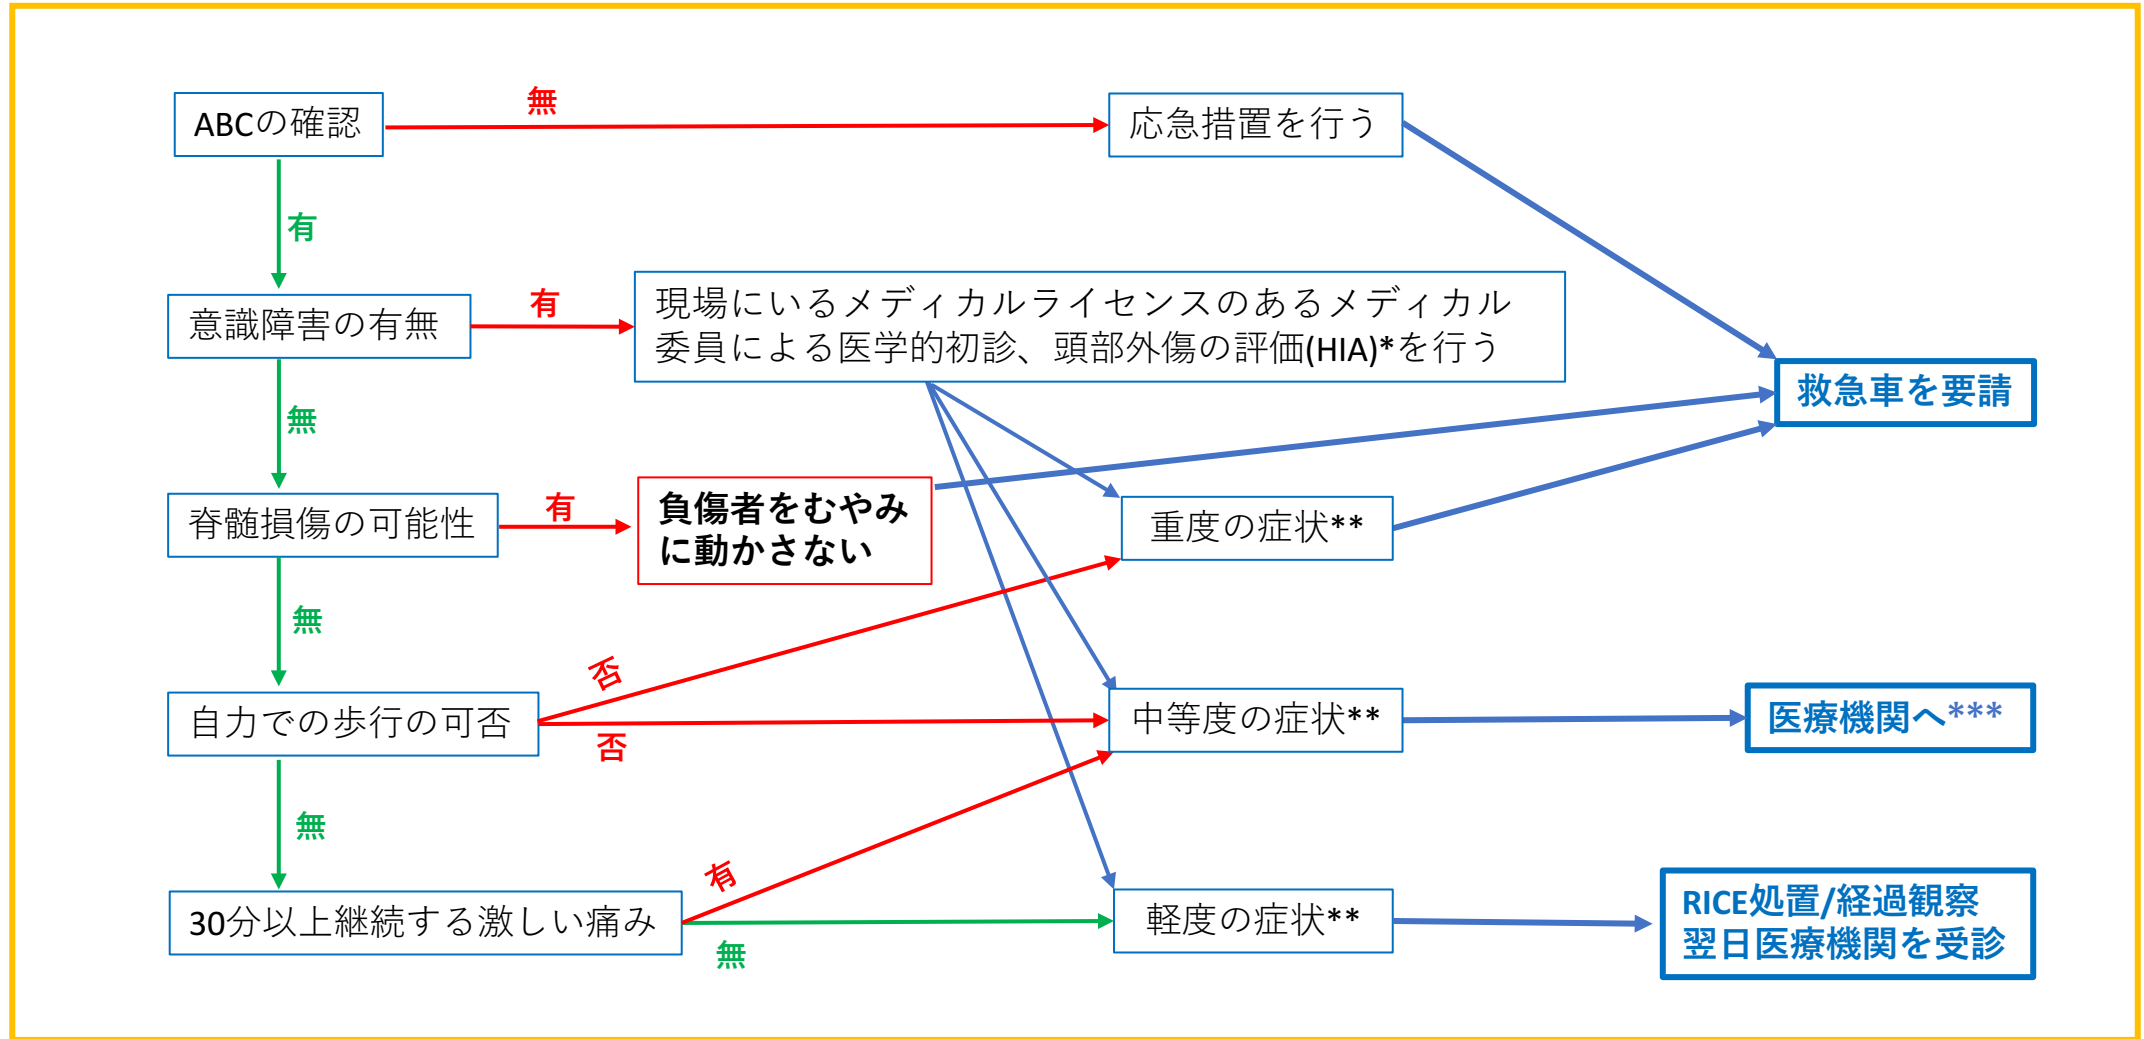 ABCの確認
無
応急措置を行う
有
意識障害の有無
有
現場にいるメディカルライセンスのあるメディカル
委員による医学的初診、頭部外傷の評価(HIA)*を行う
救急車を要請
無
脊髄損傷の可能性
有
負傷者をむやみ
に動かさない
重度の症状**
無
否
自力での歩行の可否
否
中等度の症状**
医療機関へ***
無
有
30分以上継続する激しい痛み
無
軽度の症状**
RICE処置/経過観察
翌日医療機関を受診